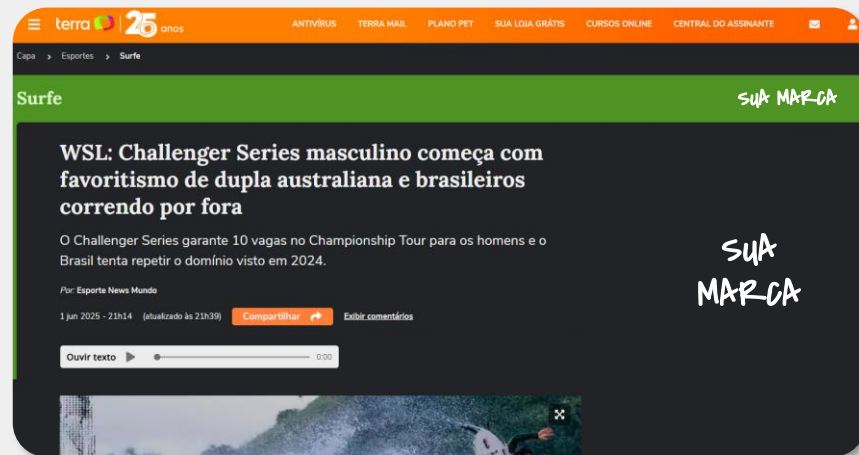 terra 25 anos ANTIVÍRUS TERRA MAIL PLANO PET SUA LOJA GRÁTIS CURSOS ONLINE CENTRAL DO ASSINANTE
Capa > Esportes > Surfe
Surfe SUA MARCA
WSL: Challenger Series masculino começa com
favoritismo de dupla australiana e brasileiros
correndo por fora
O Challenger Series garante 10 vagas no Championship Tour para os homens e o
Brasil tenta repetir o domínio visto em 2024.
SUA
MARCA
Por: Esporte News Mundo
1 jun 2025 - 21h14 (atualizado às 21h39) Compartilhar Exibir comentários
Ouvir texto 0:00